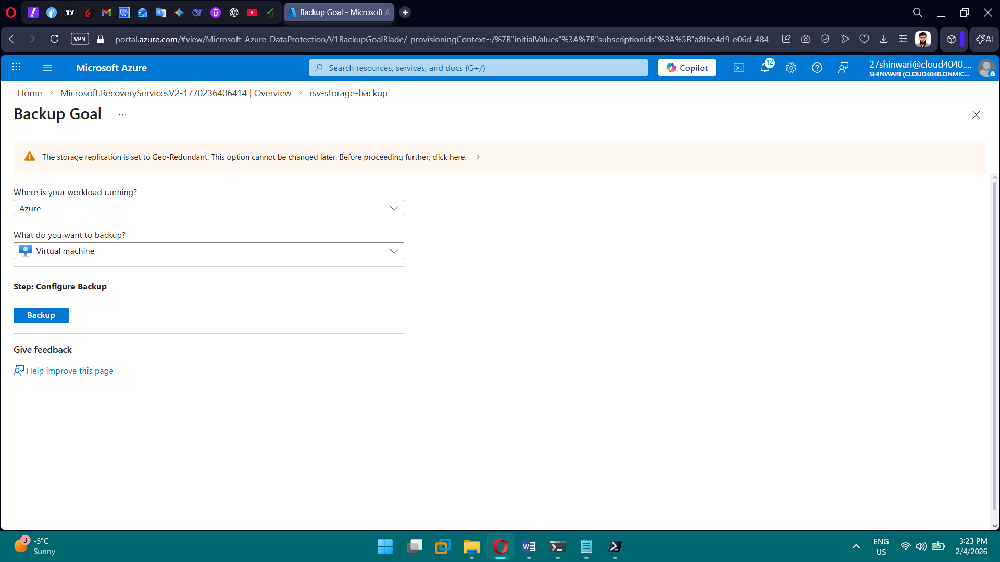 Backup Goal - Microsoft A
VPN
portal.azure.com/#view/Microsoft_Azure_DataProtection/V1BackupGoalBlade/_provisioningContext~/%7B"initialValues"%3A%7B"subscriptionIds"%3A%5B"a8fbe4d9-e06d-484
AI
Microsoft Azure
Search resources, services, and docs (G+/)
Copilot
12
27shinwari@cloud4040....
SHINWARI (CLOUD4040.ONMIC...
Home
Microsoft.RecoveryServicesV2-1770236406414 | Overview
rsv-storage-backup
Backup Goal
...
The storage replication is set to Geo-Redundant. This option cannot be changed later. Before proceeding further, click here. →
Where is your workload running?
Azure
What do you want to backup?
Virtual machine
Step: Configure Backup
Backup
Give feedback
Help improve this page
3
-5°C
Sunny
ENG
US
3:23 PM
2/4/2026